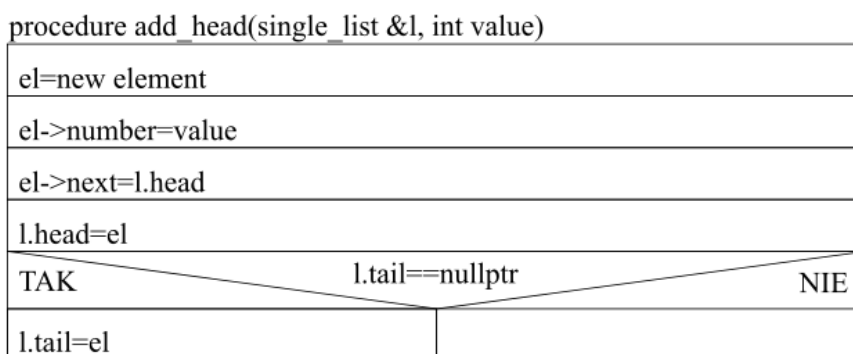 procedure add_head(single_list &l, int value)
el=new element
el->number=value
el->next=l.head
l.head=el
TAK l.tail==nullptr NIE
l.tail=el